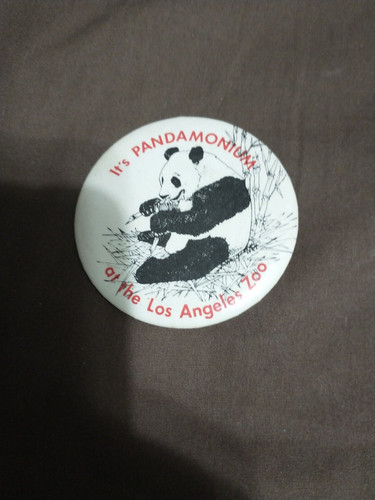 It's PANDAMONIUM
at the Los Angeles Zoo